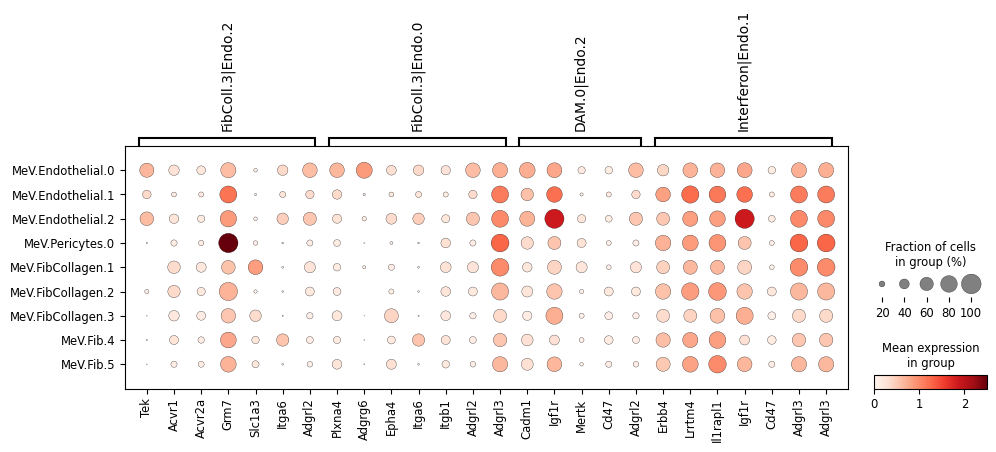 FibColl.3|Endo.2
FibColl.3|Endo.0
DAM.0|Endo.2
Interferon|Endo.1
MeV.Endothelial.0
MeV.Endothelial.1
MeV.Endothelial.2
MeV.Pericytes.0
MeV.FibCollagen.1
MeV.FibCollagen.2
MeV.FibCollagen.3
MeV.Fib.4
MeV.Fib.5
Tek
Acvr1
Acvr2a
Grm7
Slc1a3
Itga6
Adgrl2
Plxna4
Adgrg6
Epha4
Itga6
Itgb1
Adgrl2
Adgrl3
Cadm1
Igf1r
Mertk
Cd47
Adgrl2
Erbb4
Lrrtm4
Il1rapl1
Igf1r
Cd47
Adgrl3
Adgrl3
Fraction of cells
in group (%)
20 40 60 80 100
Mean expression
in group
0 1 2